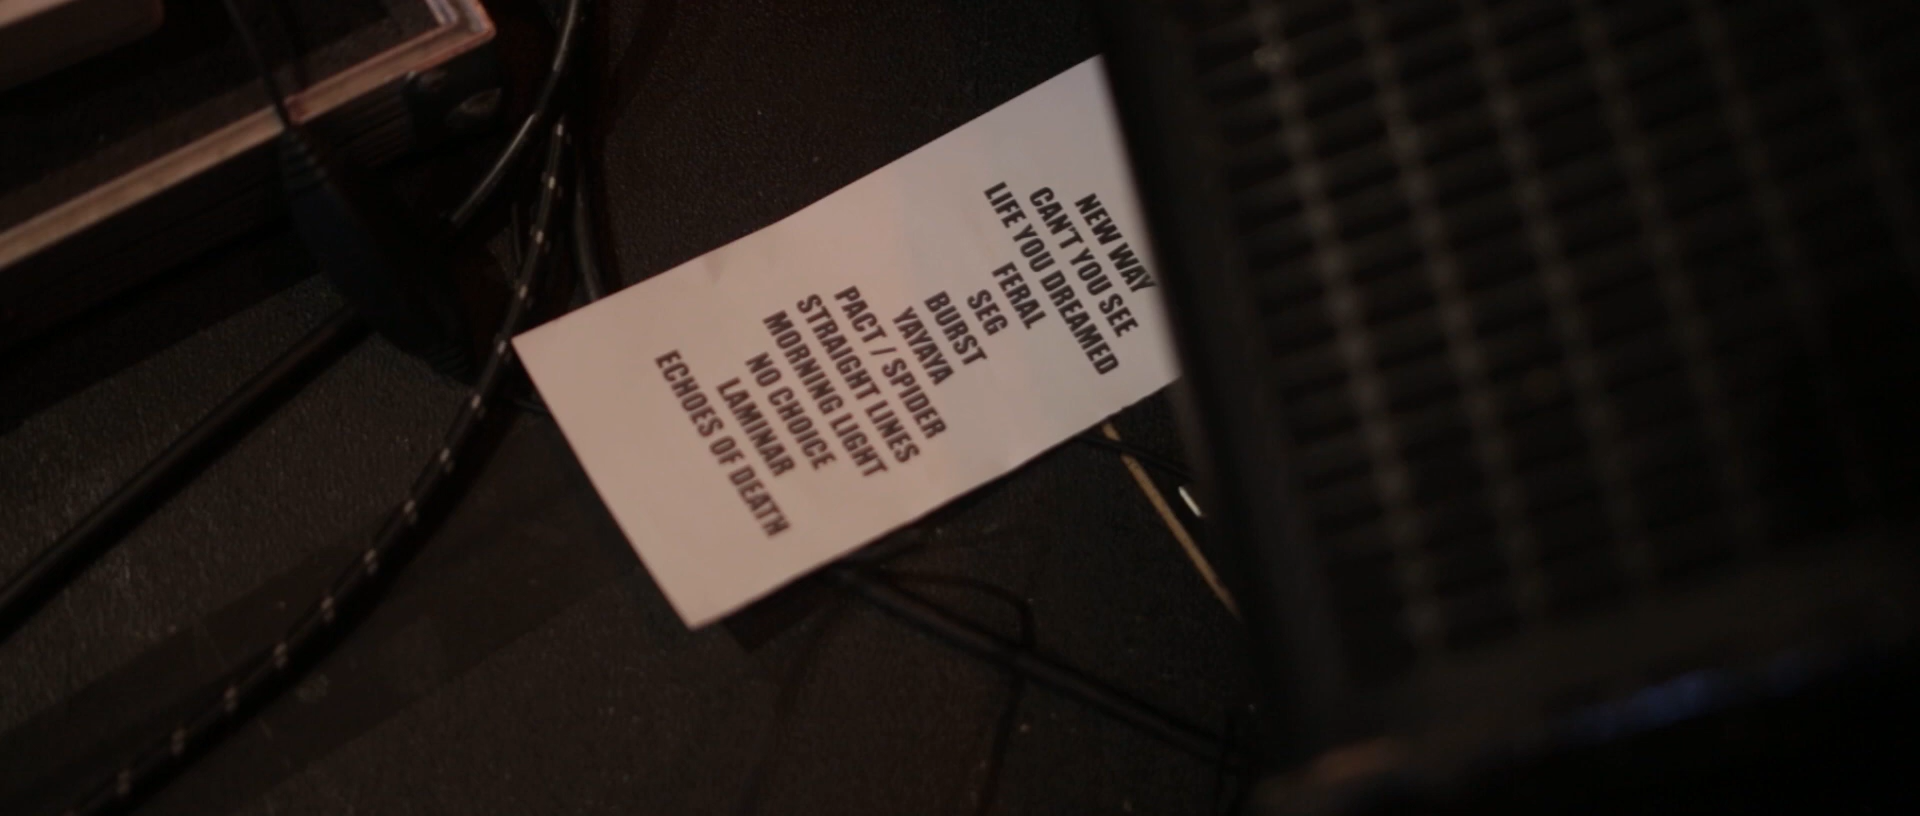 NEW WAY
CAN'T YOU SEE
LIFE YOU DREAMED
FERAL
SEG
BURST
YAYAYA
PACT / SPIDER
STRAIGHT LINES
MORNING LIGHT
NO CHOICE
LAMINAR
ECHOES OF DEATH